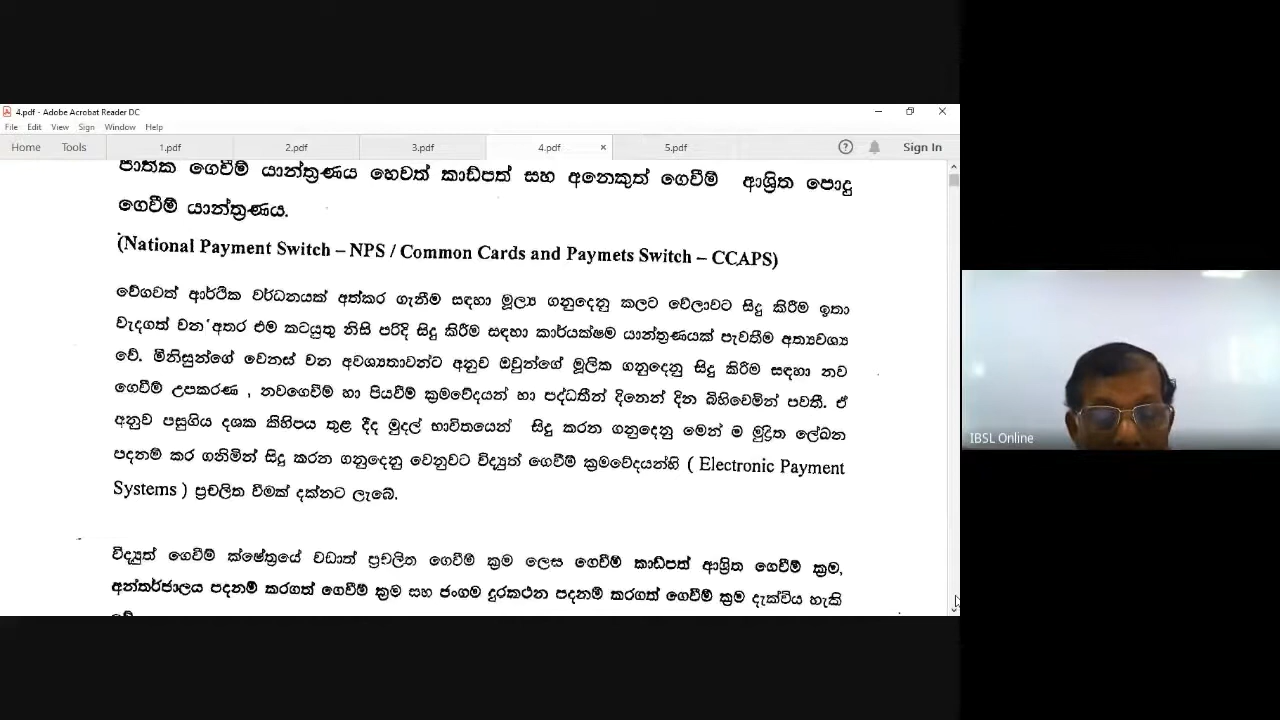 4.pdf - Adobe Acrobat Reader DC
File Edit View Sign Window Help
Home Tools 1.pdf 2.pdf 3.pdf 4.pdf × 5.pdf Sign In
ගෙවීම් යාන්ත්‍රණය හෙවත් කාඩ්පත් සහ අනෙකුත් ගෙවීම් ආශ්‍රිත පොදු
ගෙවීම් යාන්ත්‍රණය.
(National Payment Switch – NPS / Common Cards and Paymets Switch – CCAPS)
වේගවත් ආර්ථික වර්ධනයක් අත්කර ගැනීම සඳහා මූල්‍ය ගනුදෙනු කලට වේලාවට සිදු කිරීම ඉතා
වැදගත් වන අතර එම කටයුතු නිසි පරිදි සිදු කිරීම සඳහා කාර්යක්ෂම යාන්ත්‍රණයක් පැවතීම අත්‍යවශ්‍ය
වේ. මිනිසුන්ගේ වෙනස් වන අවශ්‍යතාවන්ට අනුව ඔවුන්ගේ මූලික ගනුදෙනු සිදු කිරීම සඳහා නව
ගෙවීම් උපකරණ , නවගෙවීම් හා පියවීම් ක්‍රමවේදයන් හා පද්ධතීන් දිනෙන් දින බිහිවෙමින් පවතී. ඒ
අනුව පසුගිය දශක කිහිපය තුළ දීද මුදල් භාවිතයෙන් සිදු කරන ගනුදෙනු මෙන් ම මුද්‍රිත ලේඛන
පදනම් කර ගනිමින් සිදු කරන ගනුදෙනු වෙනුවට විද්‍යුත් ගෙවීම් ක්‍රමවේදයන්හි ( Electronic Payment
Systems ) ප්‍රචලිත වීමක් දක්නට ලැබේ.
විද්‍යුත් ගෙවීම් ක්ෂේත්‍රයේ වඩාත් ප්‍රචලිත ගෙවීම් ක්‍රම ලෙස ගෙවීම් කාඩ්පත් ආශ්‍රිත ගෙවීම් ක්‍රම,
අන්තර්ජාලය පදනම් කරගත් ගෙවීම් ක්‍රම සහ ජංගම දුරකථන පදනම් කරගත් ගෙවීම් ක්‍රම දැක්විය හැකි
IBSL Online